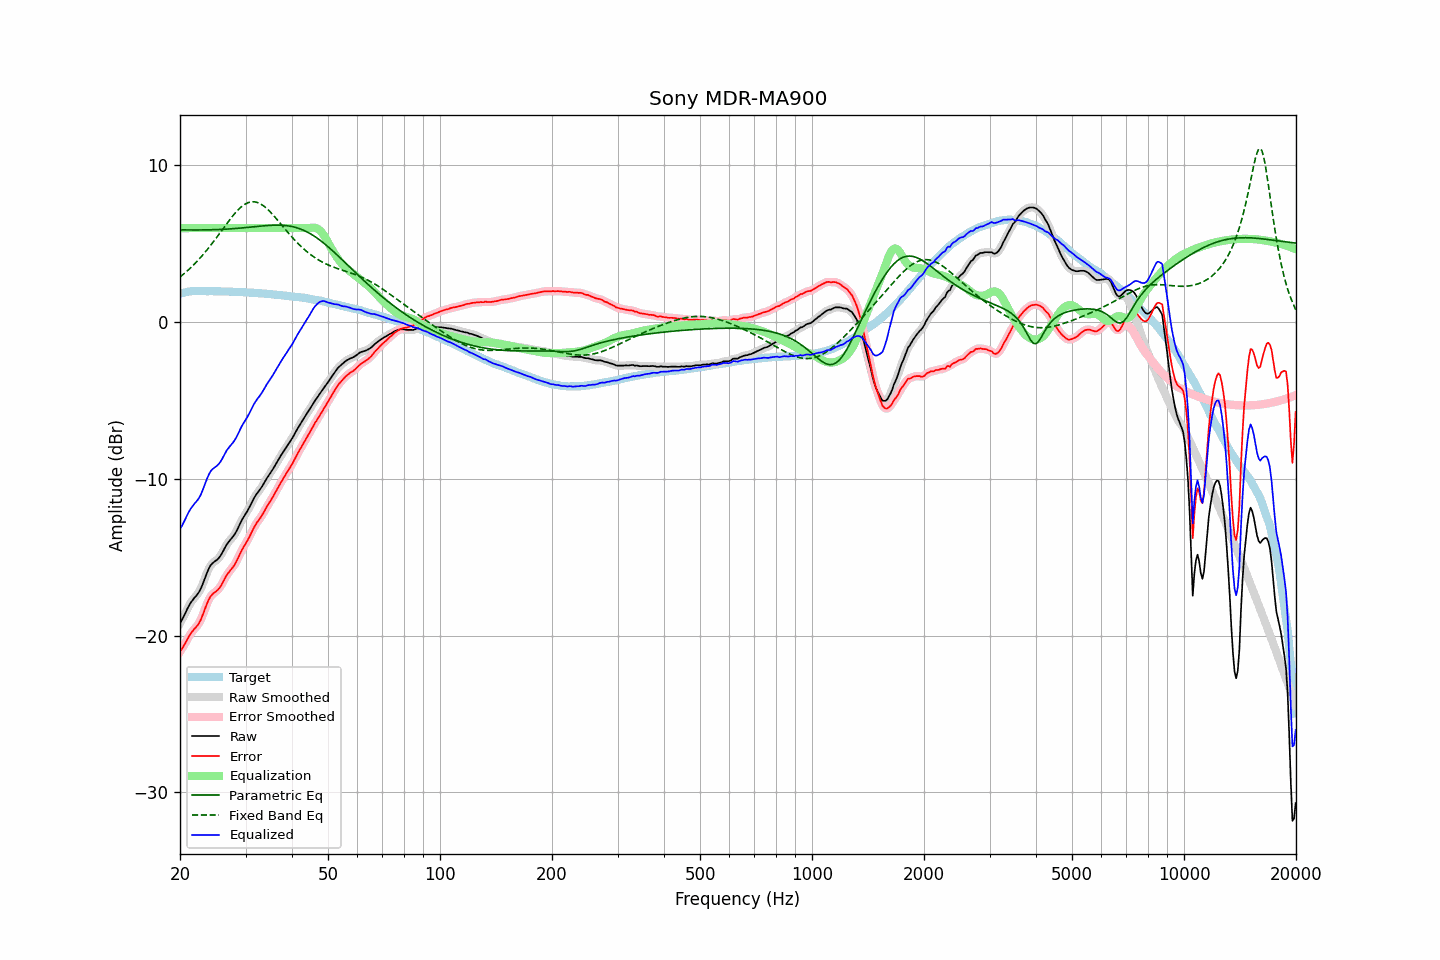 Sony MDR-MA900
Amplitude (dBr)
10
0
−10
−20
−30
Target
Raw Smoothed
Error Smoothed
Raw
Error
Equalization
Parametric Eq
Fixed Band Eq
Equalized
20 50 100 200 500 1000 2000 5000 10000 20000
Frequency (Hz)